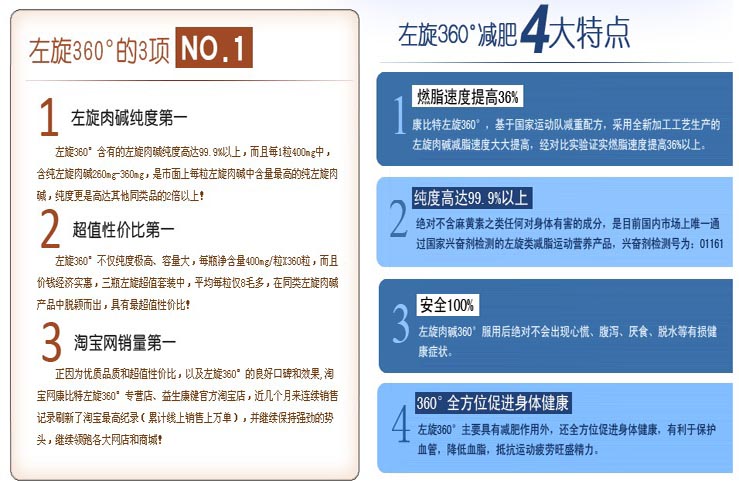 左旋360°的3项 NO.1
1 左旋肉碱纯度第一
左旋360°含有的左旋肉碱纯度高达99.9%以上,而且每1粒400mg中,
含纯左旋肉碱260mg-360mg,是市面上每粒左旋肉碱中含量最高的纯左旋肉
碱,纯度更是高达其他同类品的2倍以上!
2 超值性价比第一
左旋360°不仅纯度极高、容量大,每瓶净含量400mg/粒X360粒,而且
价钱经济实惠,三瓶左旋超值套装中,平均每粒仅8毛多,在同类左旋肉碱
产品中脱颖而出,具有最超值性价比!
3 淘宝网销量第一
正因为优质品质和超值性价比,以及左旋360°的良好口碑和效果,淘
宝网康比特左旋360°专营店、益生康健官方淘宝店,近几个月来连续销售
记录刷新了淘宝最高纪录(累计线上销售上万单),并继续保持强劲的势
头,继续领跑各大网店和商城!
左旋360°减肥4大特点
1 燃脂速度提高36%
康比特左旋360°,基于国家运动队减重配方,采用全新加工工艺生产的
左旋肉碱减脂速度大大提高,经对比实验证实燃脂速度提高36%以上。
2 纯度高达99.9%以上
绝对不含麻黄素之类任何对身体有害的成分,是目前国内市场上唯一通
过国家兴奋剂检测的左旋类减脂运动营养产品,兴奋剂检测号为:01161
3 安全100%
左旋肉碱360°服用后绝对不会出现心慌、腹泻、厌食、脱水等有损健
康症状。
4 360°全方位促进身体健康
左旋360°主要具有减肥作用外,还全方位促进身体健康,有利于保护
血管,降低血脂,抵抗运动疲劳旺盛精力。